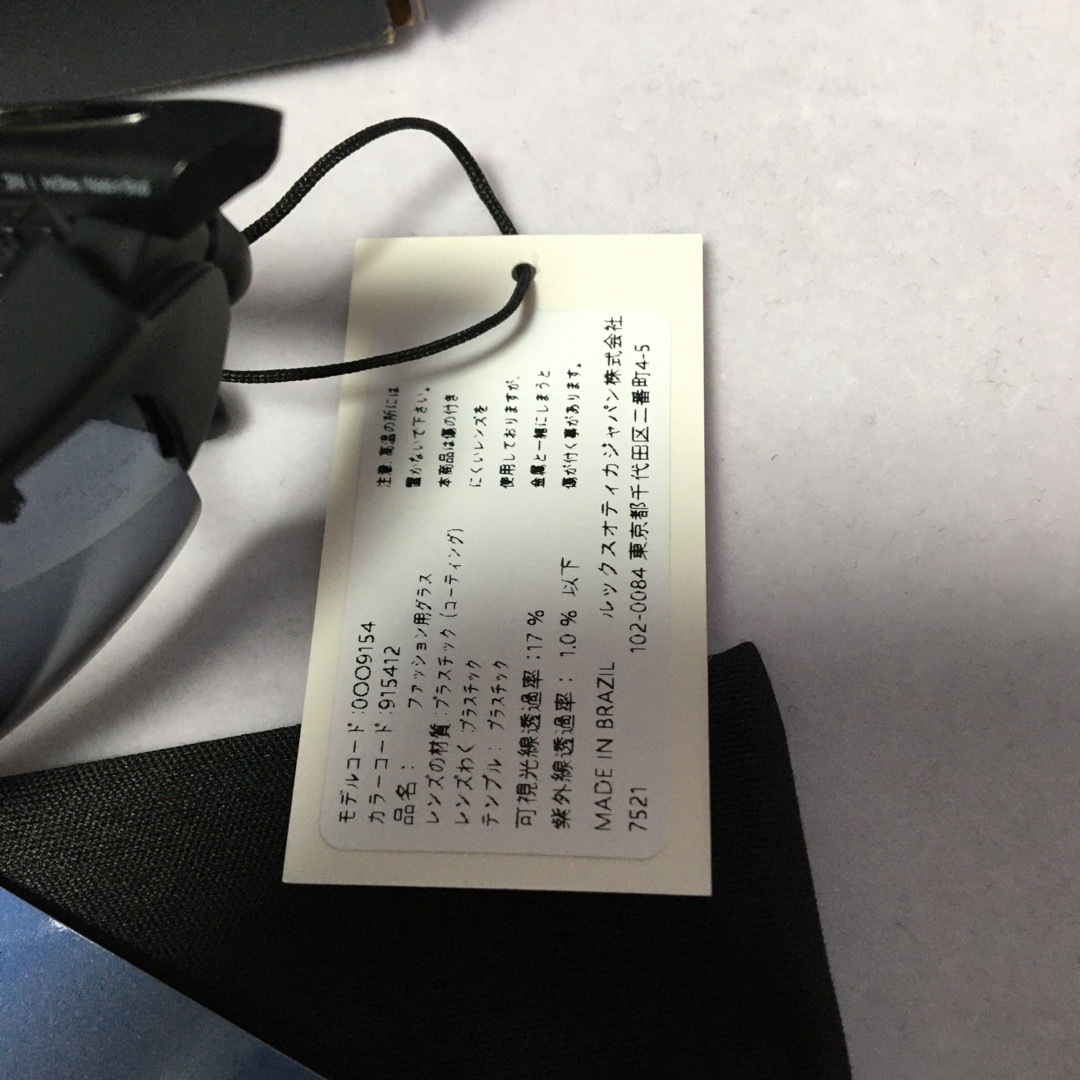 モデルコード:0OO9154
カラーコード:915412
品名: ファッション用グラス
レンズの材質:プラスチック(コーティング)
レンズわく:プラスチック
テンプル: プラスチック
可視光線透過率:17 %
紫外線透過率: 1.0 % 以下
MADE IN BRAZIL
7521
注意.高温の所には
置かないで下さい。
本商品は傷の付き
にくいレンズを
使用しておりますが、
金属と一緒にしまうと
傷が付く事があります。
ルックスオティカジャパン株式会社
102-0084 東京都千代田区二番町4-5